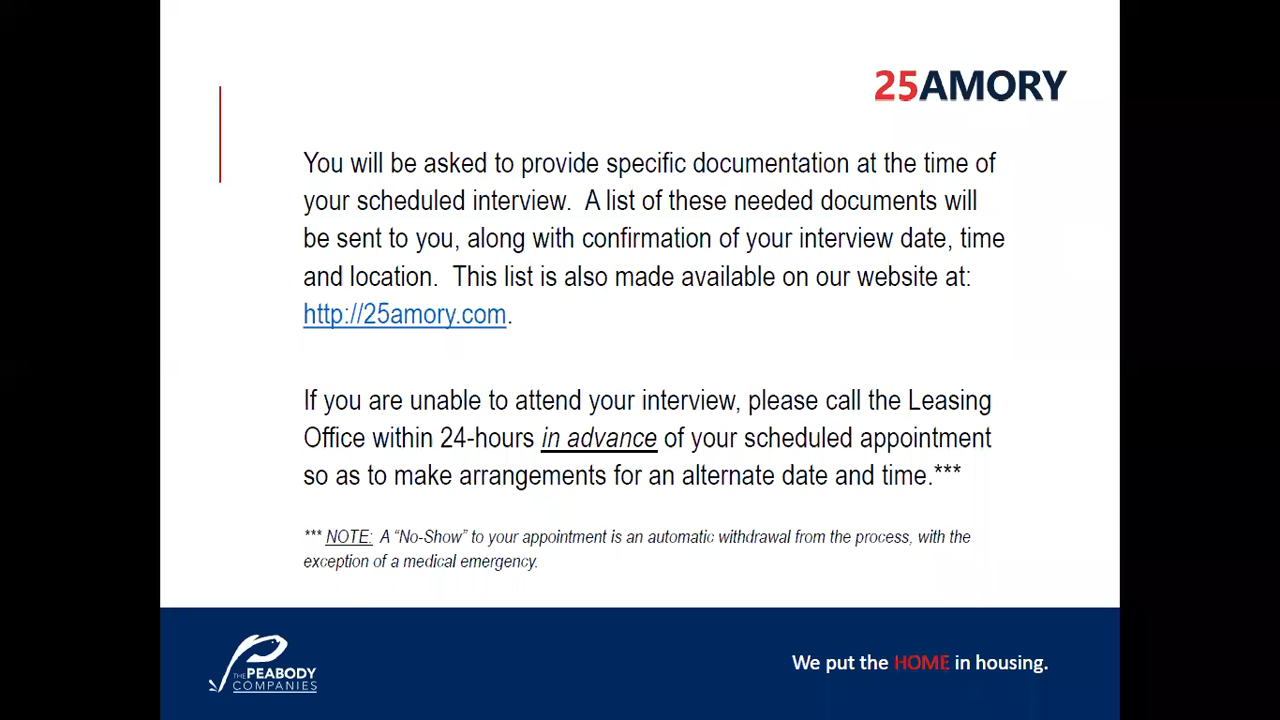 25AMORY
You will be asked to provide specific documentation at the time of
your scheduled interview. A list of these needed documents will
be sent to you, along with confirmation of your interview date, time
and location. This list is also made available on our website at:
http://25amory.com.
If you are unable to attend your interview, please call the Leasing
Office within 24-hours in advance of your scheduled appointment
so as to make arrangements for an alternate date and time.***
*** NOTE: A “No-Show” to your appointment is an automatic withdrawal from the process, with the
exception of a medical emergency.
THE PEABODY
COMPANIES
We put the HOME in housing.